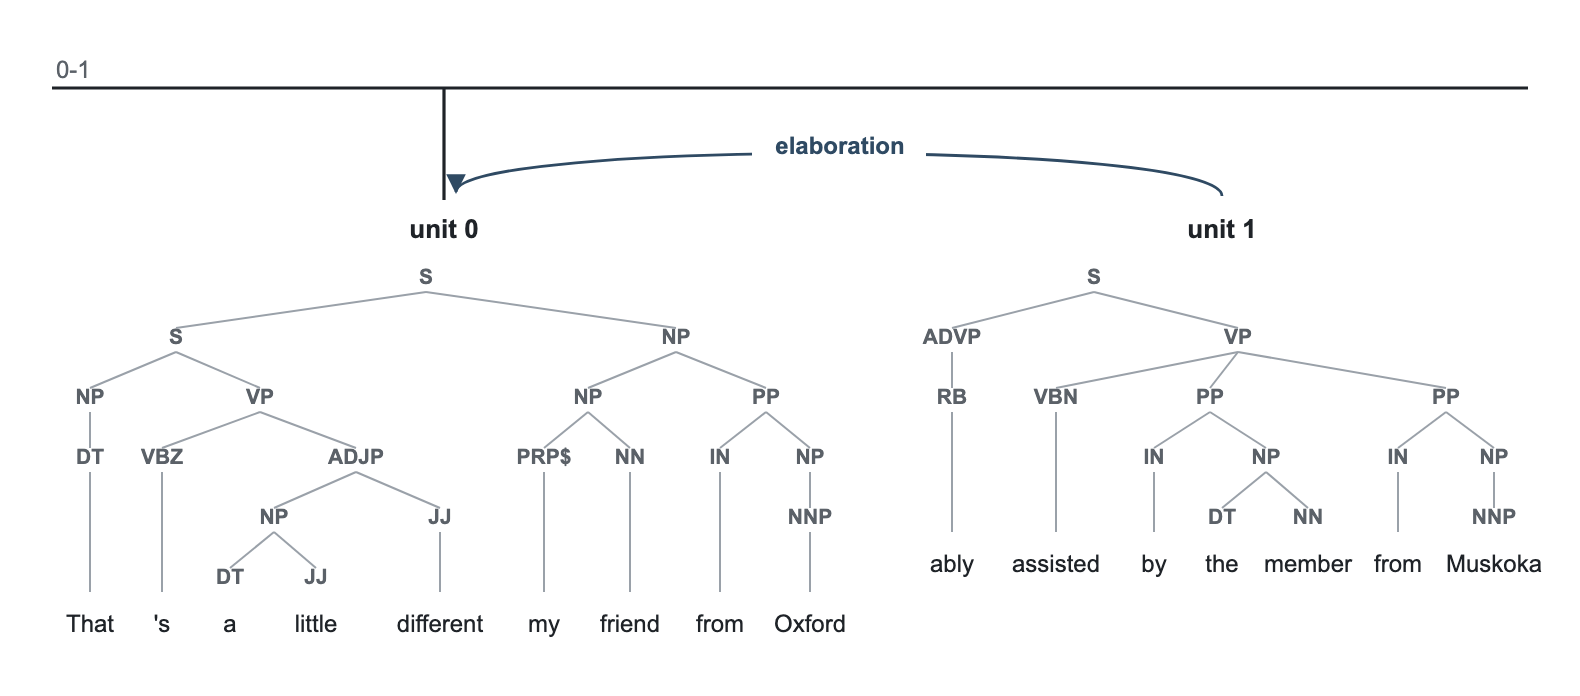 0-1
elaboration
unit 0 unit 1
S S
S NP ADVP VP
NP VP NP PP RB VBN PP PP
DT VBZ ADJP PRP$ NN IN NP IN NP IN NP
NP JJ NNP DT NN NNP
ably assisted by the member from Muskoka
DT JJ
That 's a little different my friend from Oxford